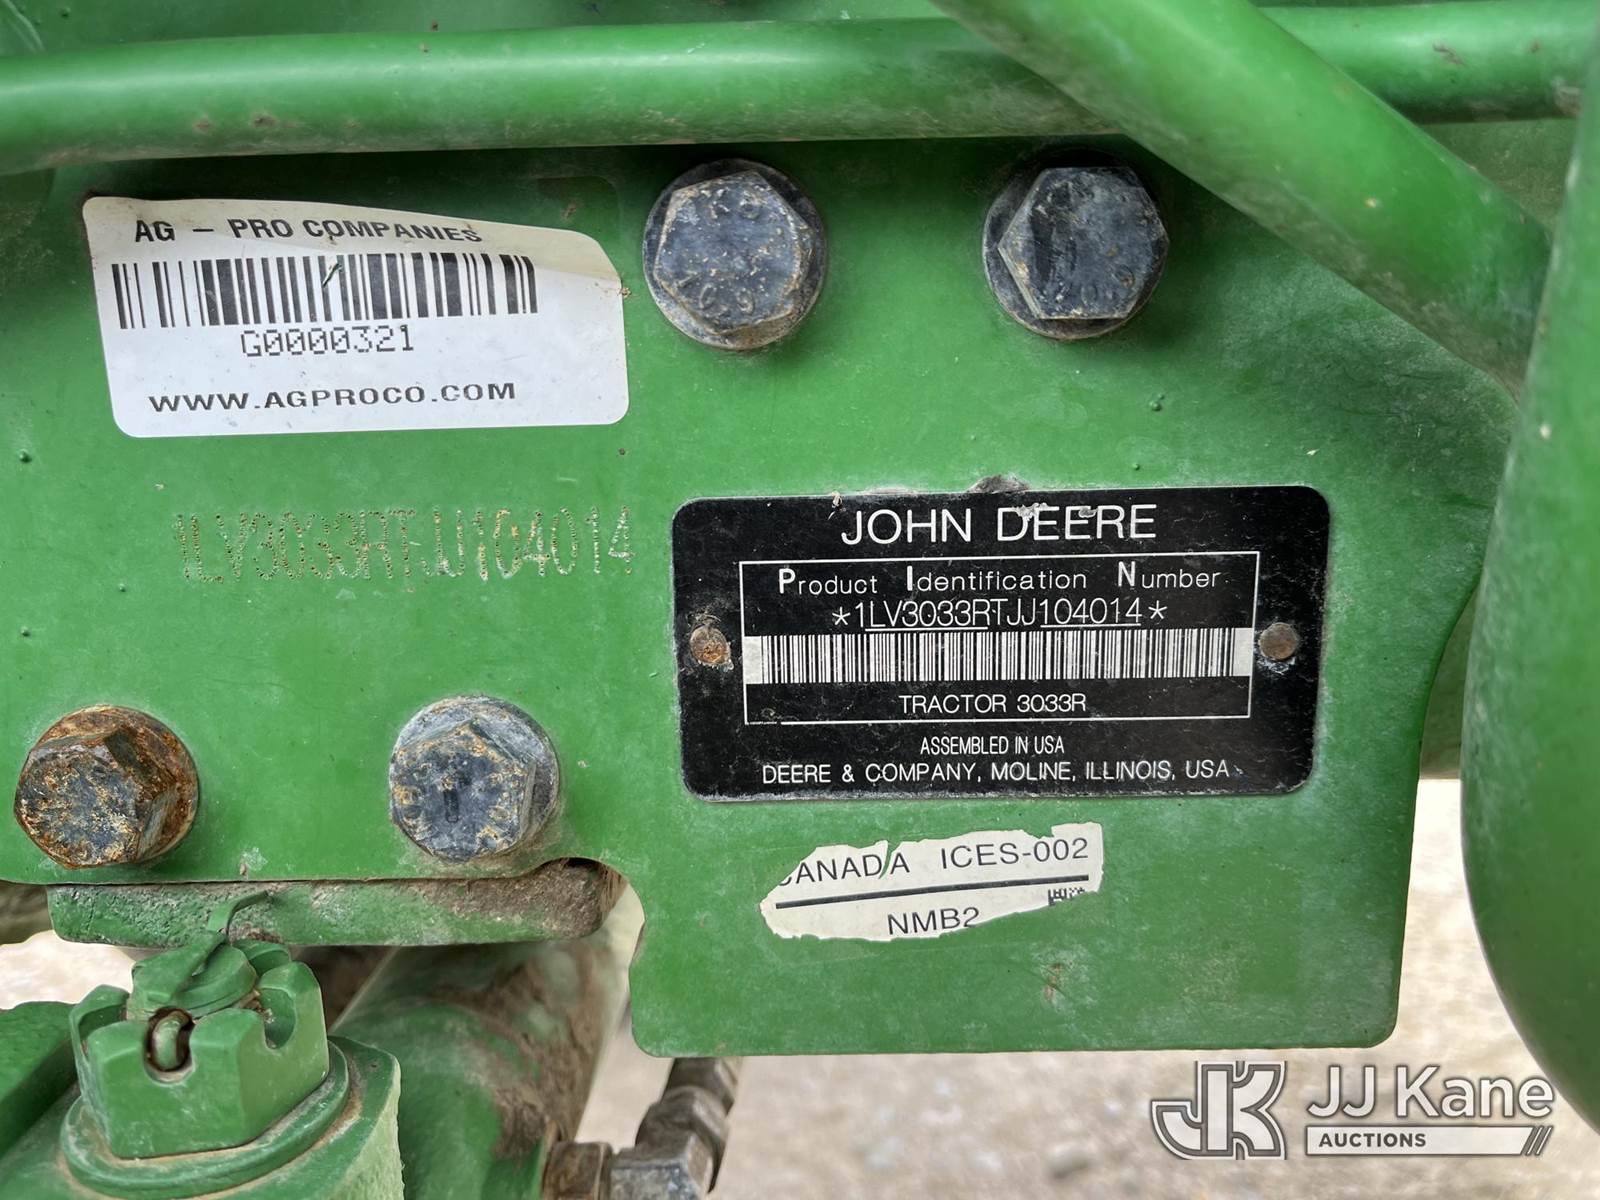 AG - PRO COMPANIES
G0000321
WWW.AGPROCO.COM
1LV3033RTJJ104014
JOHN DEERE
Product Identification Number
*1LV3033RTJJ104014*
TRACTOR 3033R
ASSEMBLED IN USA
DEERE & COMPANY, MOLINE, ILLINOIS, USA
CANADA ICES-002
NMB2
JJ Kane
AUCTIONS